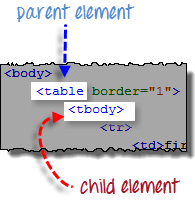 parent element
<body>
<table border="1">
<tbody>
<tr>
<td>fir
child element